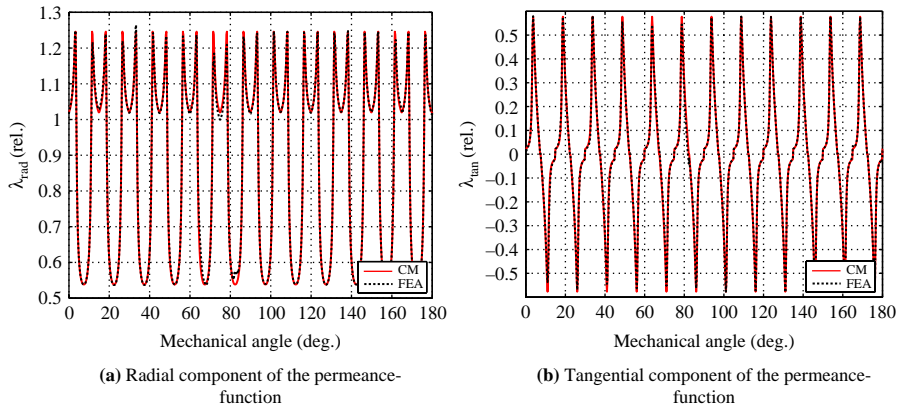 1.3
1.2
1.1
1
0.9
0.8
0.7
0.6
0.5
λrad (rel.)
0 20 40 60 80 100 120 140 160 180
Mechanical angle (deg.)
CM
FEA
(a) Radial component of the permeance-
function
0.5
0.4
0.3
0.2
0.1
0
−0.1
−0.2
−0.3
−0.4
−0.5
λtan (rel.)
0 20 40 60 80 100 120 140 160 180
Mechanical angle (deg.)
CM
FEA
(b) Tangential component of the permeance-
function